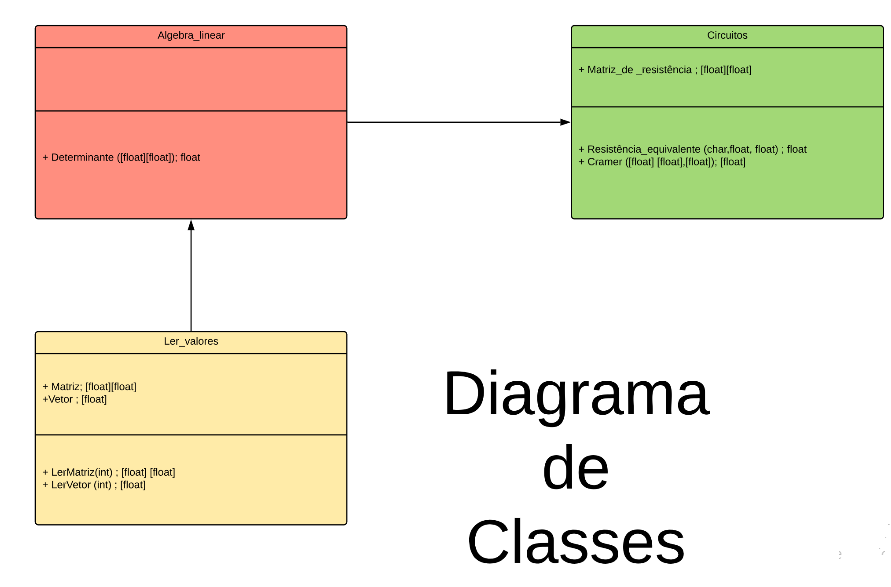 Algebra_linear
+ Determinante ([float][float]); float
Circuitos
+ Matriz_de _resistência ; [float][float]
+ Resistência_equivalente (char,float, float) ; float
+ Cramer ([float] [float],[float]); [float]
Ler_valores
+ Matriz; [float][float]
+Vetor ; [float]
+ LerMatriz(int) ; [float] [float]
+ LerVetor (int) ; [float]
Diagrama
de
Classes